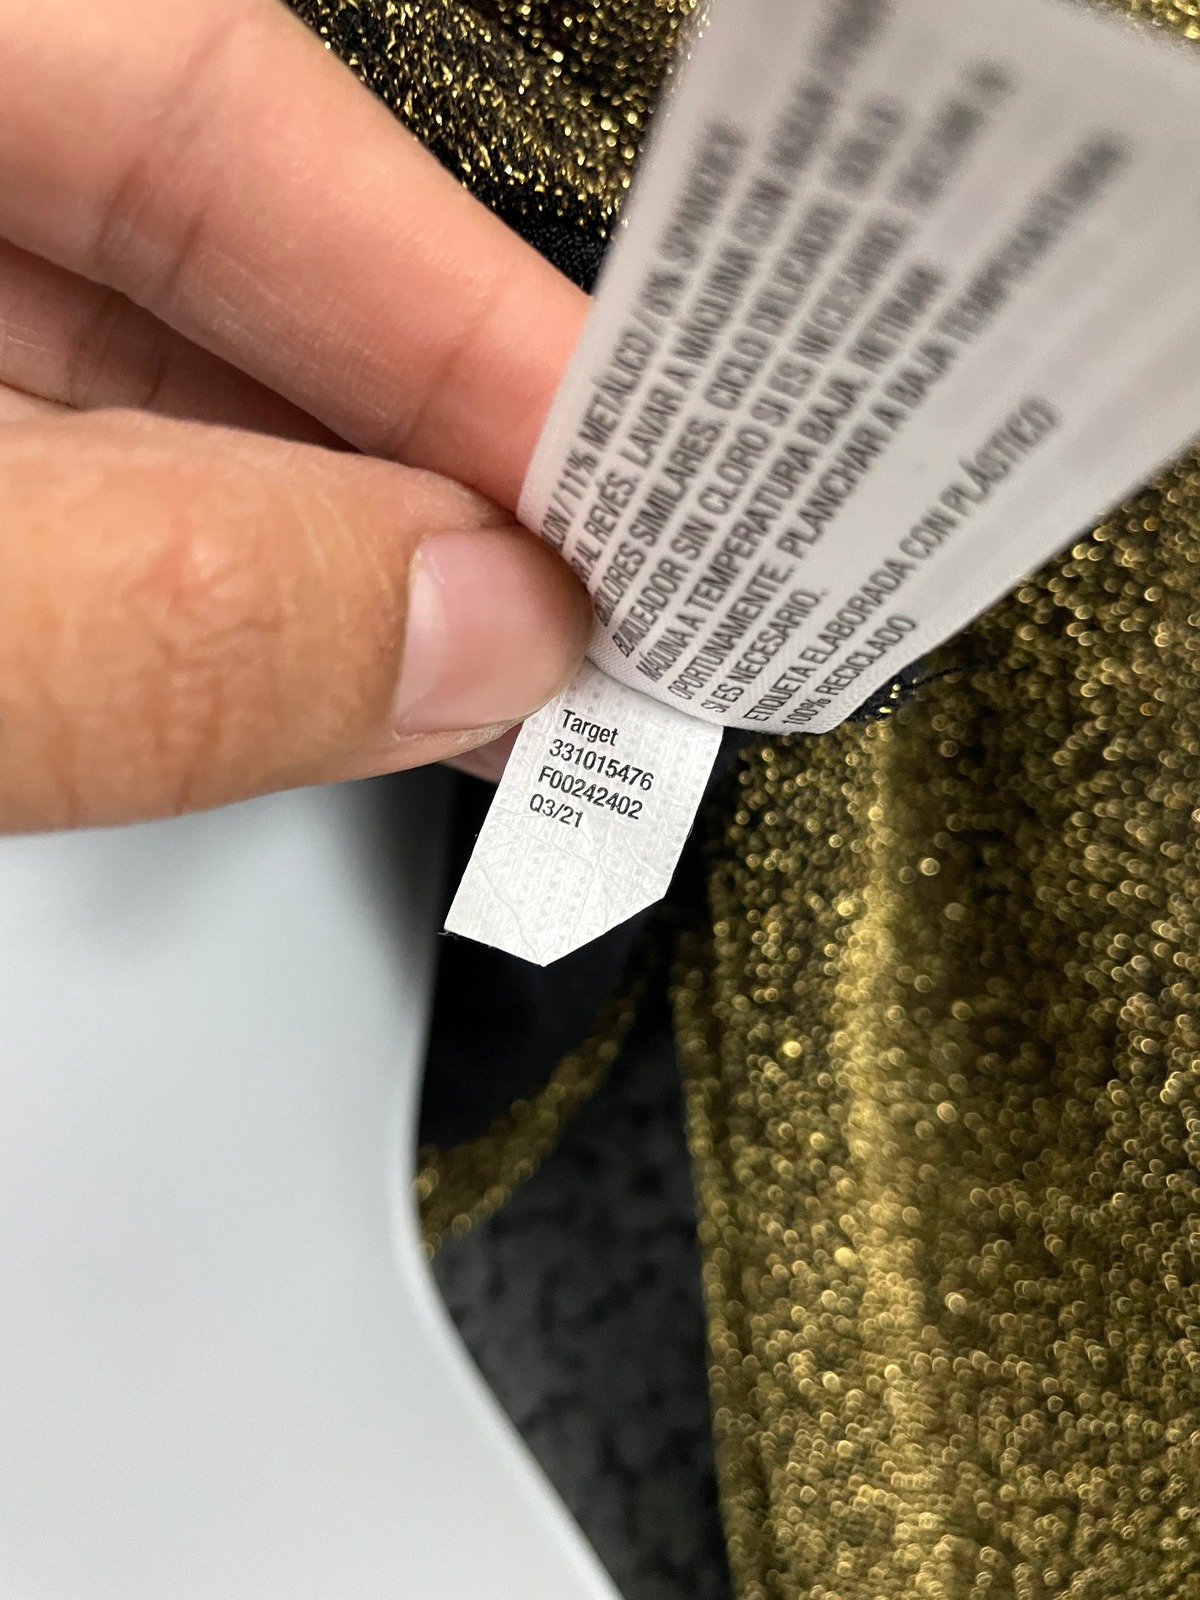 11% METÁLICO / 6% SPANDEX
AL REVÉS. LAVAR A MÁQUINA CON AGUA
COLORES SIMILARES. CICLO DELICADO. SÓLO
BLANQUEADOR SIN CLORO SI ES NECESARIO. SECAR A
MÁQUINA A TEMPERATURA BAJA, RETIRAR
OPORTUNAMENTE. PLANCHAR A BAJA TEMPERATURA
SI ES NECESARIO.
ETIQUETA ELABORADA CON PLÁSTICO
100% RECICLADO
Target
331015476
F00242402
Q3/21